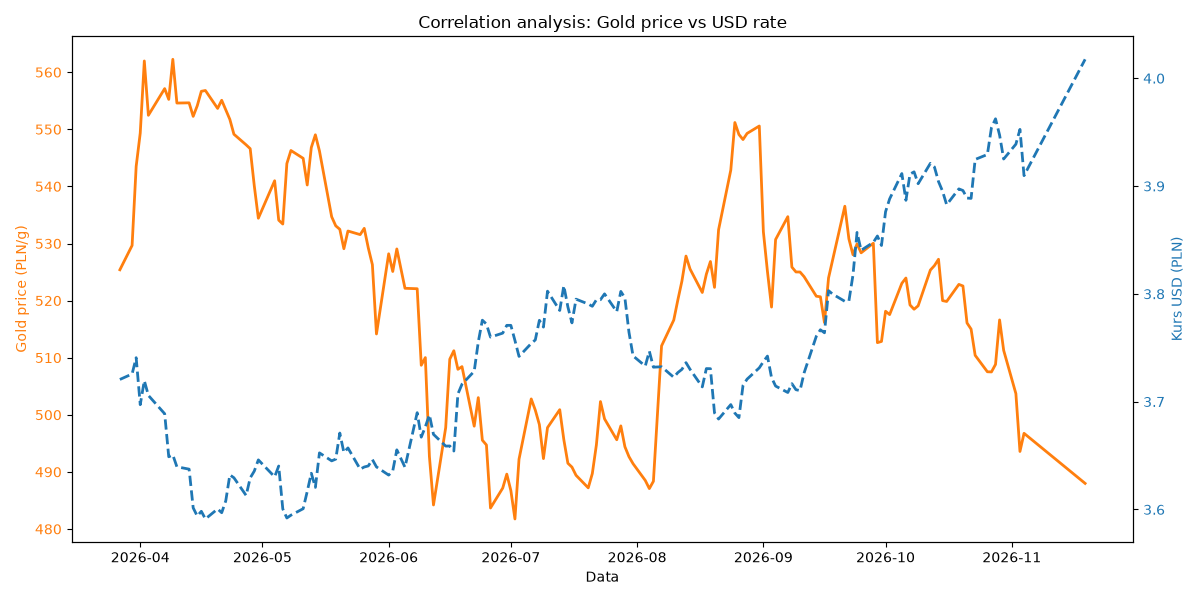 Correlation analysis: Gold price vs USD rate
Gold price (PLN/g)
560
550
540
530
520
510
500
490
480
4.0
3.9
3.8
3.7
3.6
Kurs USD (PLN)
2026-04 2026-05 2026-06 2026-07 2026-08 2026-09 2026-10 2026-11
Data